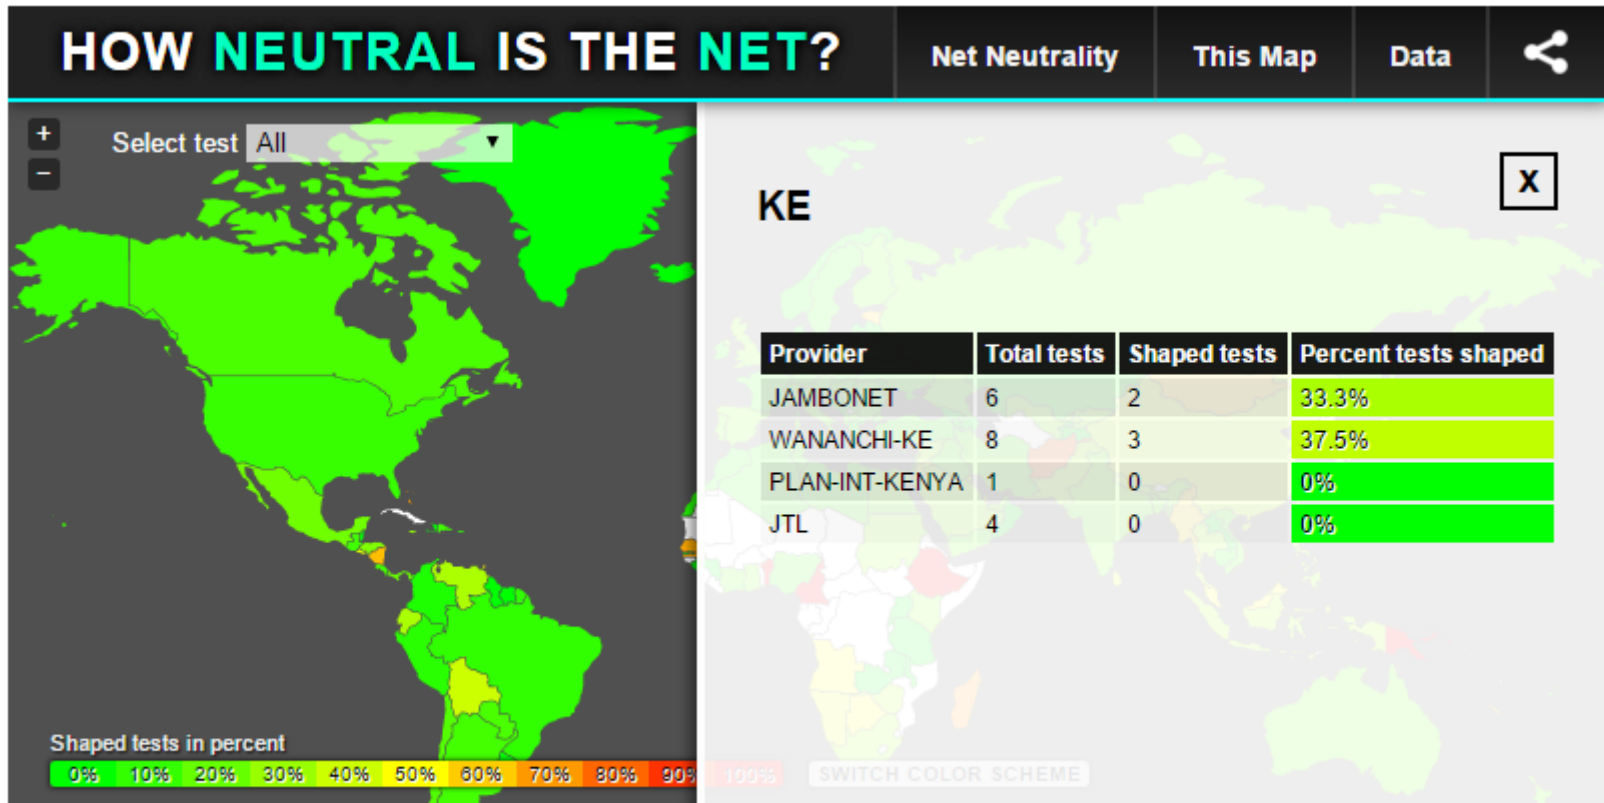 HOW NEUTRAL IS THE NET?
Net Neutrality
This Map
Data
+
Select test All
−
KE
X
Provider Total tests Shaped tests Percent tests shaped
JAMBONET 6 2 33.3%
WANANCHI-KE 8 3 37.5%
PLAN-INT-KENYA 1 0 0%
JTL 4 0 0%
Shaped tests in percent
0% 10% 20% 30% 40% 50% 60% 70% 80% 90% 100%
SWITCH COLOR SCHEME